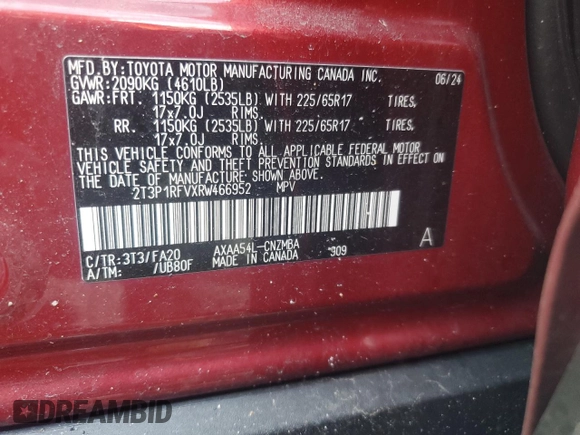 MFD.BY:TOYOTA MOTOR MANUFACTURING CANADA INC. 06/24
GVWR:2090KG (4610LB)
GAWR:FRT. 1150KG (2535LB) WITH 225/65R17 TIRES,
17x7.0J RIMS.
RR. 1150KG (2535LB) WITH 225/65R17 TIRES,
17x7.0J RIMS.
THIS VEHICLE CONFORMS TO ALL APPLICABLE FEDERAL MOTOR
VEHICLE SAFETY AND THEFT PREVENTION STANDARDS IN EFFECT
ON THE DATE OF MANUFACTURE SHOWN ABOVE.
2T3P1RFVXRW466952 MPV
C/TR:3T3/FA20 AXAA54L-CNZMBA 309
A/TM: /UB80F MADE IN CANADA A
DREAMBID